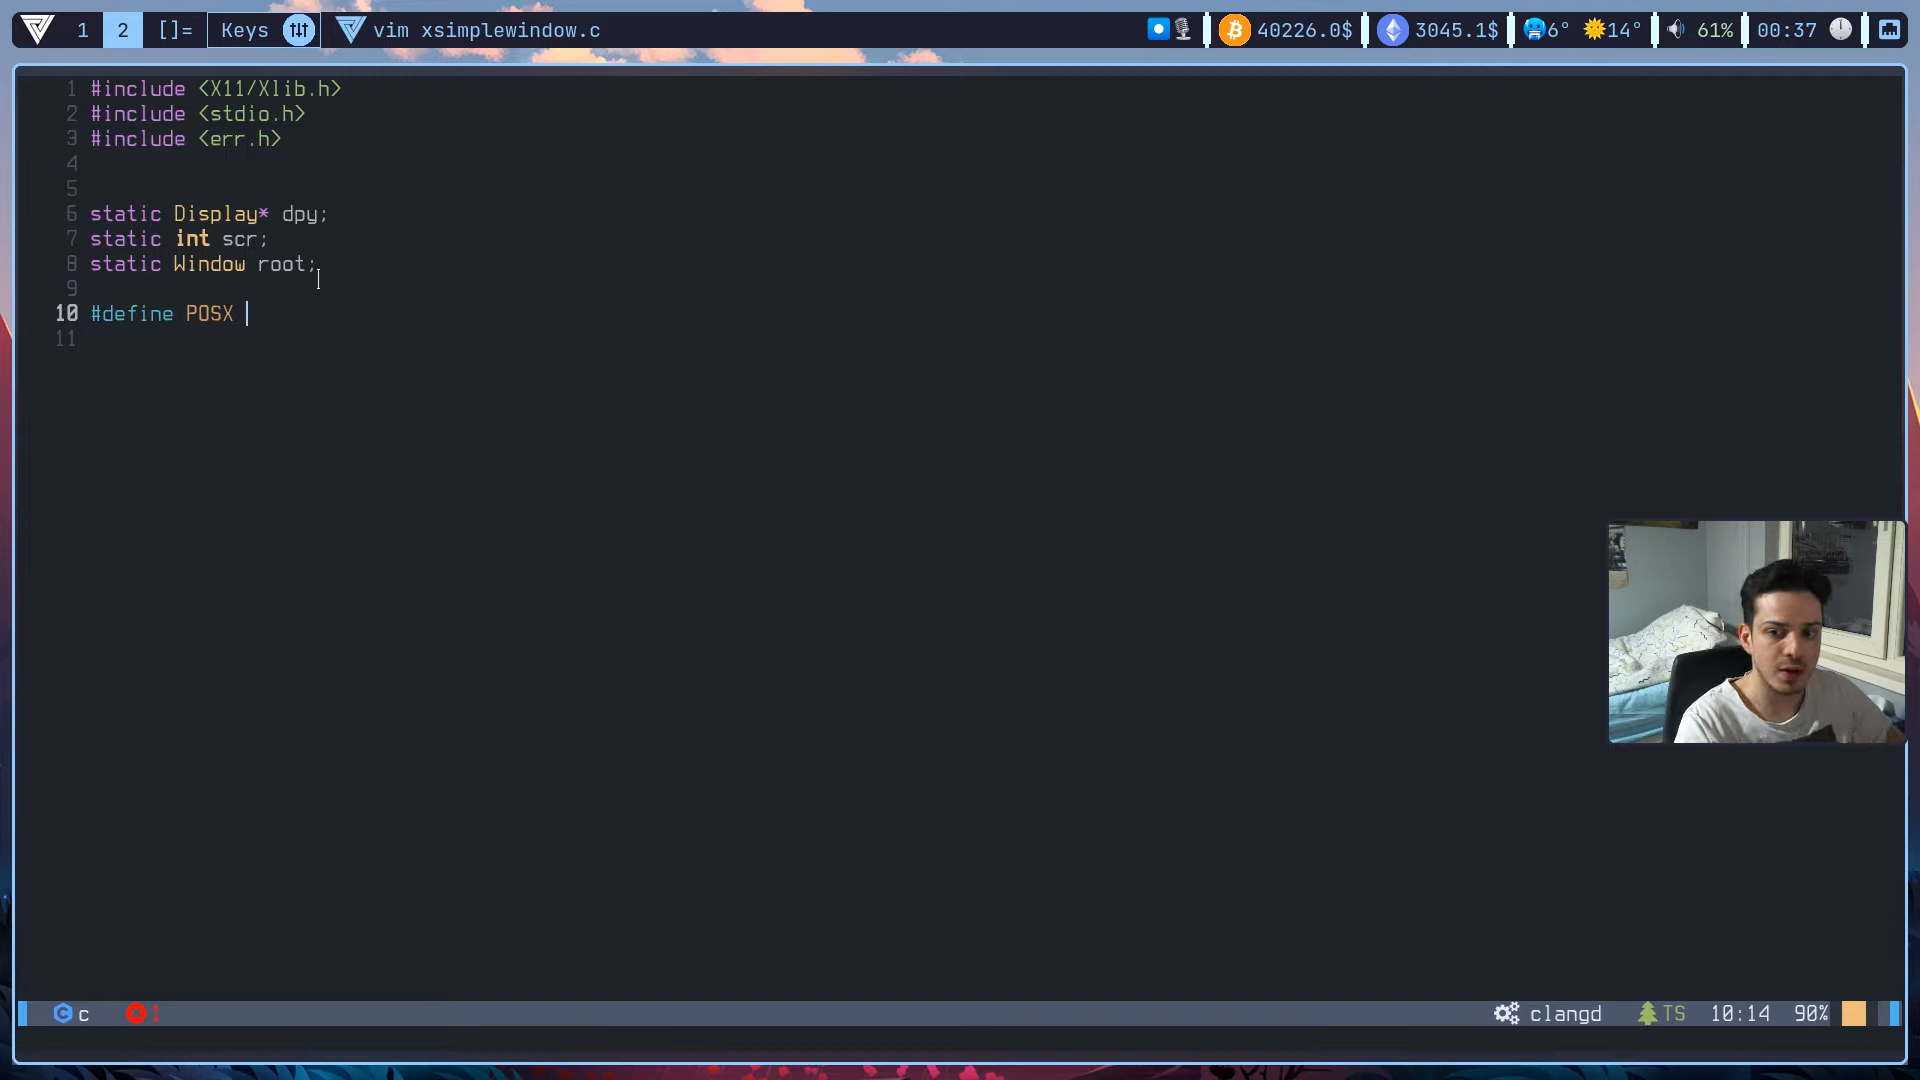 1 2 []= Keys vim xsimplewindow.c 40226.0$ 3045.1$ 6° 14° 61% 00:37
1 #include <X11/Xlib.h>
2 #include <stdio.h>
3 #include <err.h>
4
5
6 static Display* dpy;
7 static int scr;
8 static Window root;
9
10 #define POSX
11
c 1 clangd TS 10:14 90%